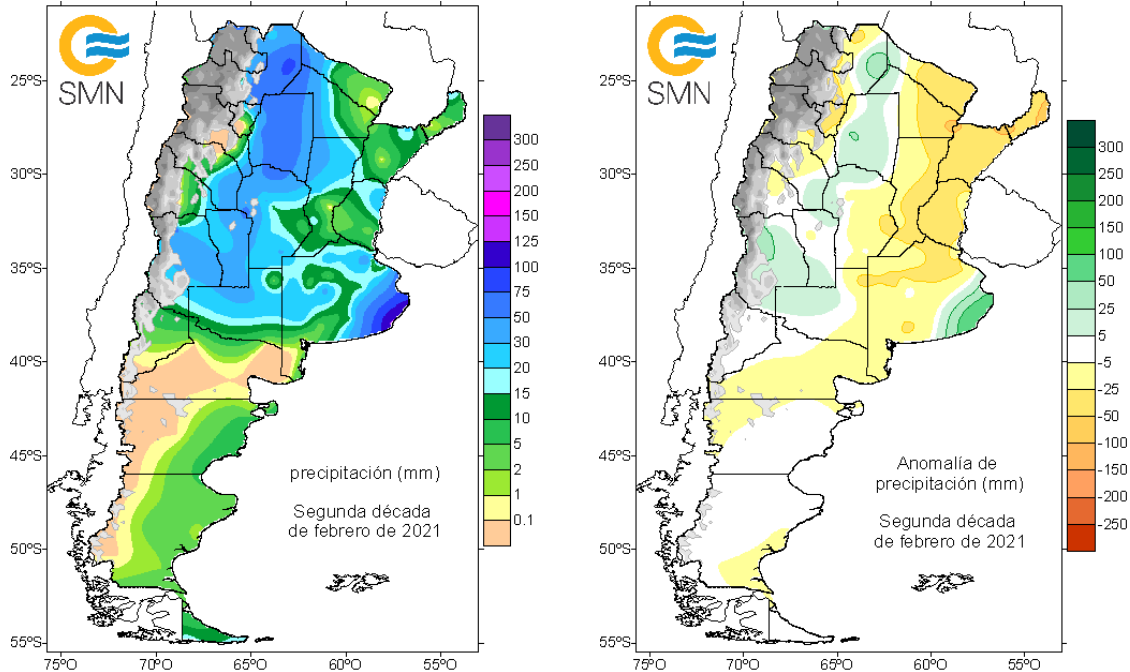 SMN
25ºS
30ºS
35ºS
40ºS
45ºS
50ºS
55ºS
75ºO
70ºO
65ºO
60ºO
55ºO
precipitación (mm)
Segunda década
de febrero de 2021
300
250
200
150
125
100
75
50
30
20
15
10
5
2
1
0.1
SMN
25ºS
30ºS
35ºS
40ºS
45ºS
50ºS
55ºS
75ºO
70ºO
65ºO
60ºO
55ºO
Anomalía de
precipitación (mm)
Segunda década
de febrero de 2021
300
250
200
150
100
50
25
5
-5
-25
-50
-100
-150
-200
-250